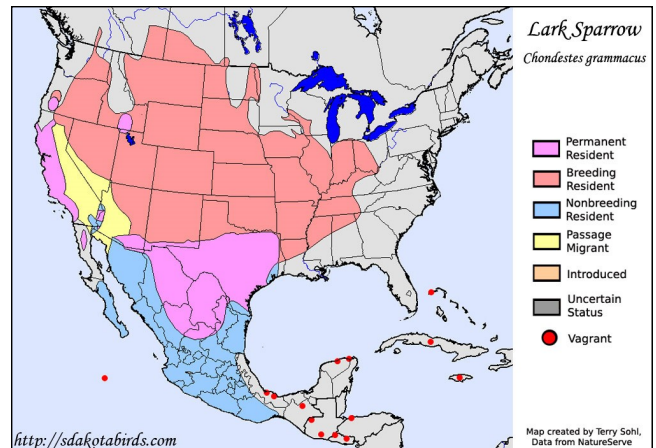 Lark Sparrow
Chondestes grammacus
Permanent
Resident
Breeding
Resident
Nonbreeding
Resident
Passage
Migrant
Introduced
Uncertain
Status
Vagrant
http://sdakotabirds.com
Map created by Terry Sohl,
Data from NatureServe